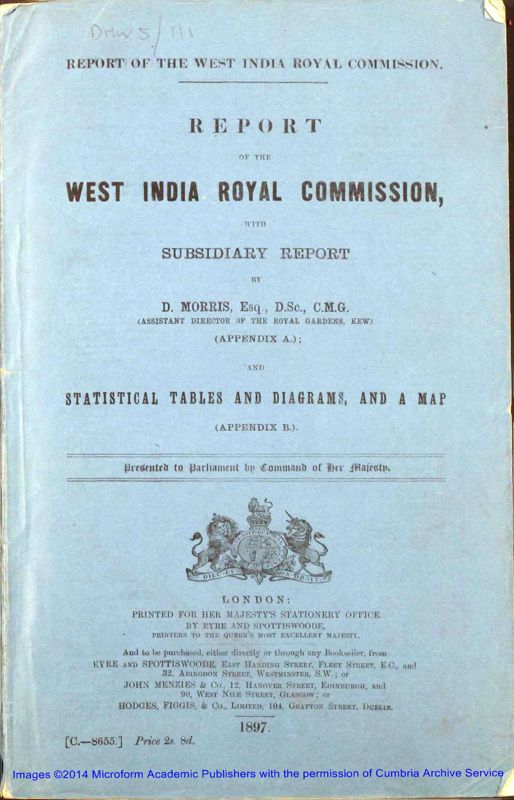 DHW 5/111
REPORT OF THE WEST INDIA ROYAL COMMISSION.
REPORT
OF THE
WEST INDIA ROYAL COMMISSION,
WITH
SUBSIDIARY REPORT
BY
D. MORRIS, Esq., D.Sc., C.M.G.
(ASSISTANT DIRECTOR OF THE ROYAL GARDENS, KEW)
(APPENDIX A.);
AND
STATISTICAL TABLES AND DIAGRAMS, AND A MAP
(APPENDIX B.).
Presented to Parliament by Command of Her Majesty.
DIEU ET MON DROIT
LONDON:
PRINTED FOR HER MAJESTY'S STATIONERY OFFICE,
BY EYRE AND SPOTTISWOODE,
PRINTERS TO THE QUEEN'S MOST EXCELLENT MAJESTY.
And to be purchased, either directly or through any Bookseller, from
EYRE AND SPOTTISWOODE, EAST HARDING STREET, FLEET STREET, E.C., and
32, ABINGDON STREET, WESTMINSTER, S.W.; or
JOHN MENZIES & Co., 12, HANOVER STREET, EDINBURGH, and
90, WEST NILE STREET, GLASGOW; or
HODGES, FIGGIS, & Co., LIMITED, 104, GRAFTON STREET, DUBLIN.
1897.
[C.—8655.] Price 2s. 8d.
Images ©2014 Microform Academic Publishers with the permission of Cumbria Archive Service